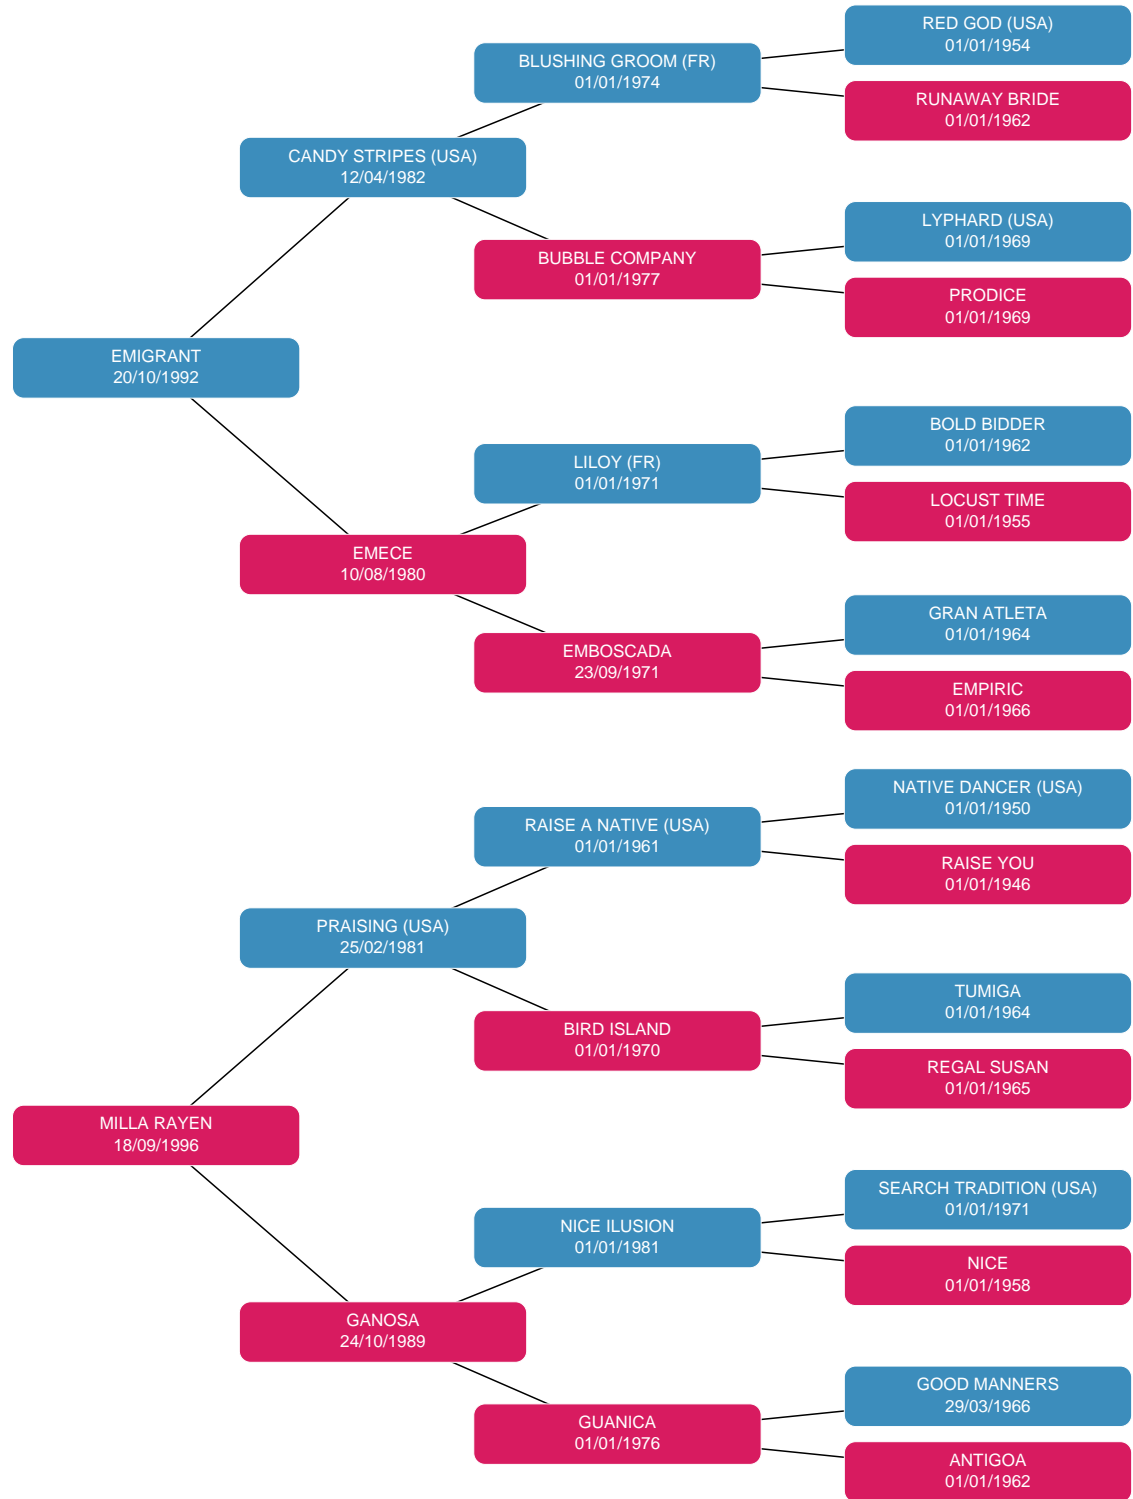 RED GOD (USA)
01/01/1954
BLUSHING GROOM (FR)
01/01/1974
RUNAWAY BRIDE
01/01/1962
CANDY STRIPES (USA)
12/04/1982
LYPHARD (USA)
01/01/1969
BUBBLE COMPANY
01/01/1977
PRODICE
01/01/1969
EMIGRANT
20/10/1992
BOLD BIDDER
01/01/1962
LILOY (FR)
01/01/1971
LOCUST TIME
01/01/1955
EMECE
10/08/1980
GRAN ATLETA
01/01/1964
EMBOSCADA
23/09/1971
EMPIRIC
01/01/1966
NATIVE DANCER (USA)
01/01/1950
RAISE A NATIVE (USA)
01/01/1961
RAISE YOU
01/01/1946
PRAISING (USA)
25/02/1981
TUMIGA
01/01/1964
BIRD ISLAND
01/01/1970
REGAL SUSAN
01/01/1965
MILLA RAYEN
18/09/1996
SEARCH TRADITION (USA)
01/01/1971
NICE ILUSION
01/01/1981
NICE
01/01/1958
GANOSA
24/10/1989
GOOD MANNERS
29/03/1966
GUANICA
01/01/1976
ANTIGOA
01/01/1962